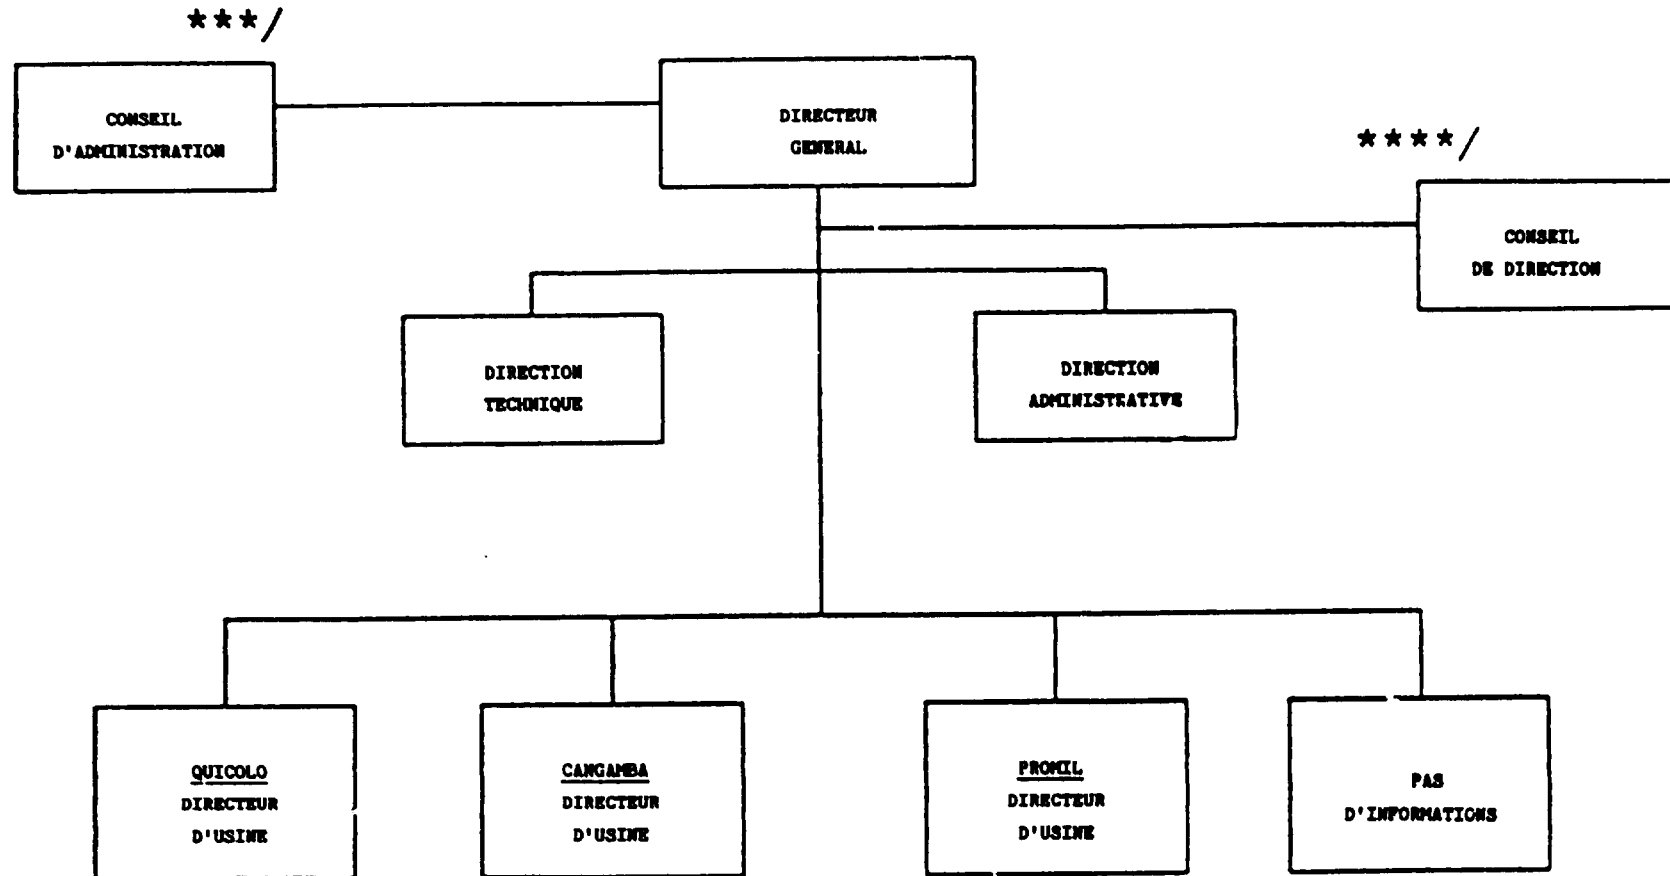 ***/
CONSEIL
D'ADMINISTRATION
DIRECTEUR
GENERAL
****/
CONSEIL
DE DIRECTION
DIRECTION
TECHNIQUE
DIRECTION
ADMINISTRATIVE
QUICOLO
DIRECTEUR
D'USINE
CANGAMBA
DIRECTEUR
D'USINE
PROMIL
DIRECTEUR
D'USINE
PAS
D'INFORMATIONS